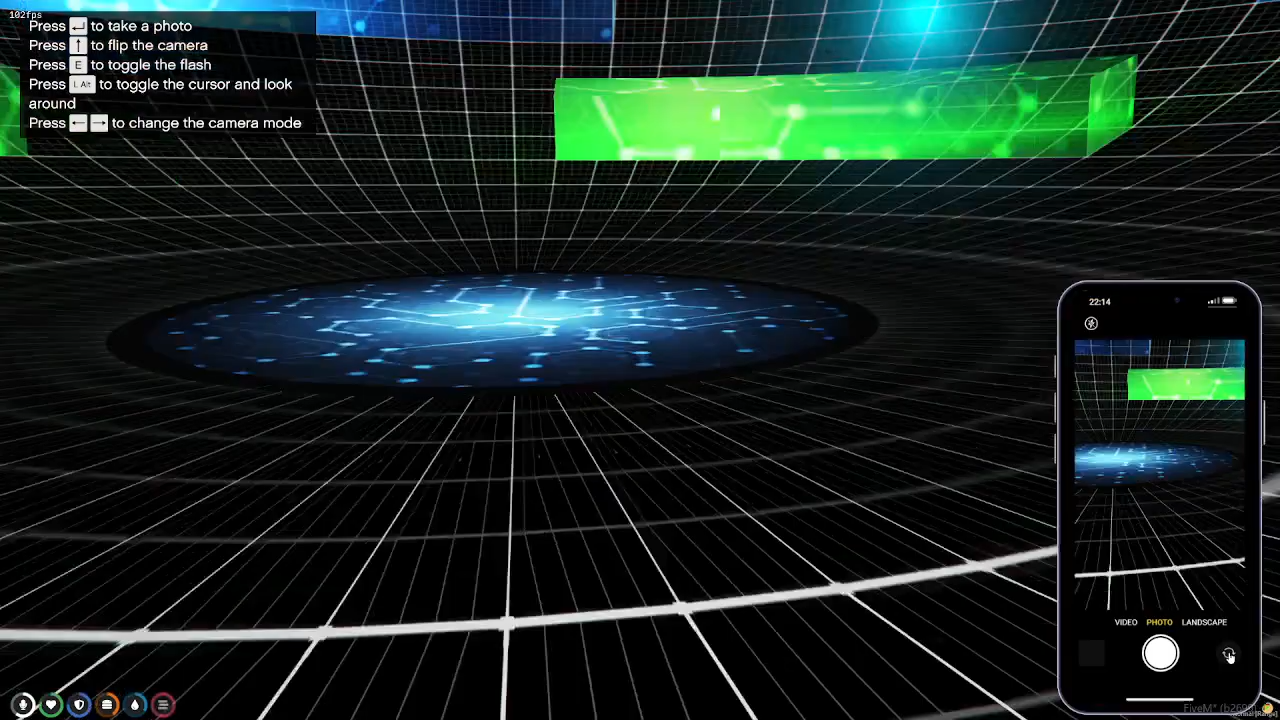 102fps
Press ↵ to take a photo
Press ↑ to flip the camera
Press E to toggle the flash
Press L Alt to toggle the cursor and look
around
Press ← → to change the camera mode
22:14
VIDEO PHOTO LANDSCAPE